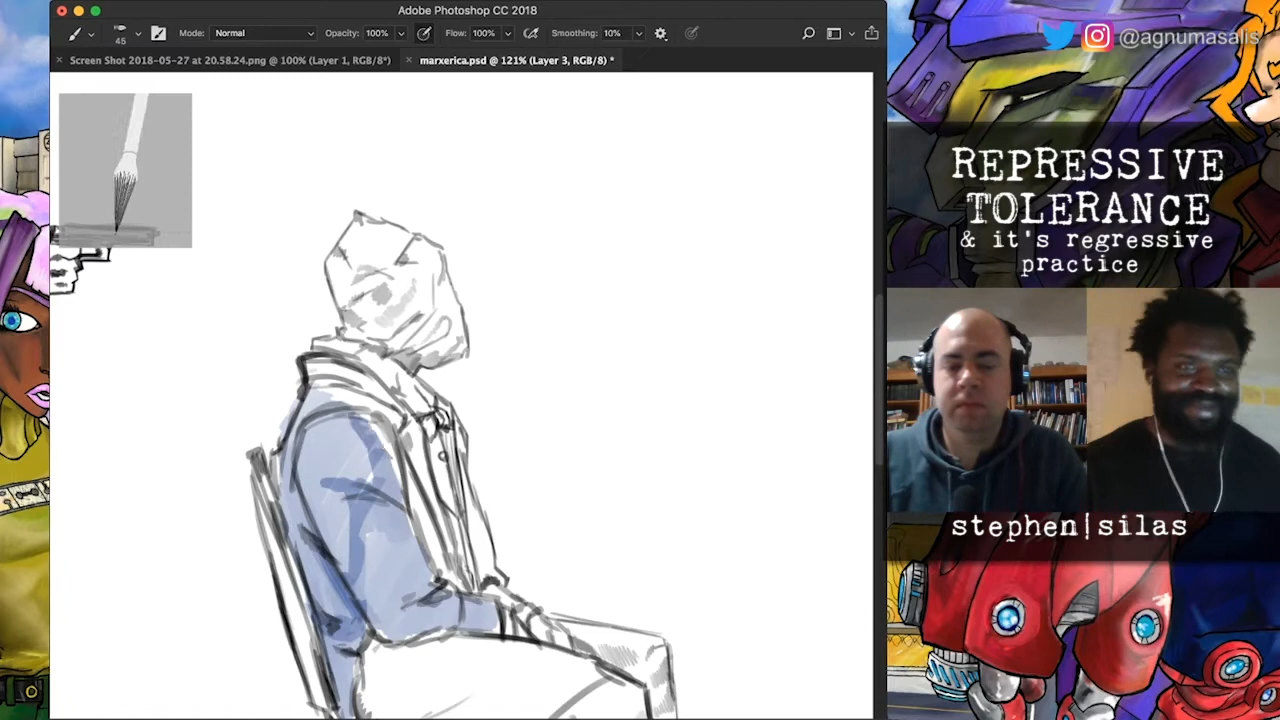 Adobe Photoshop CC 2018
45 Mode: Normal Opacity: 100% Flow: 100% Smoothing: 10%
Screen Shot 2018-05-27 at 20.58.24.png @ 100% (Layer 1, RGB/8*) marxerica.psd @ 121% (Layer 3, RGB/8) *
@agnumasalis
REPRESSIVE
TOLERANCE
& it's regressive
practice
stephen|silas